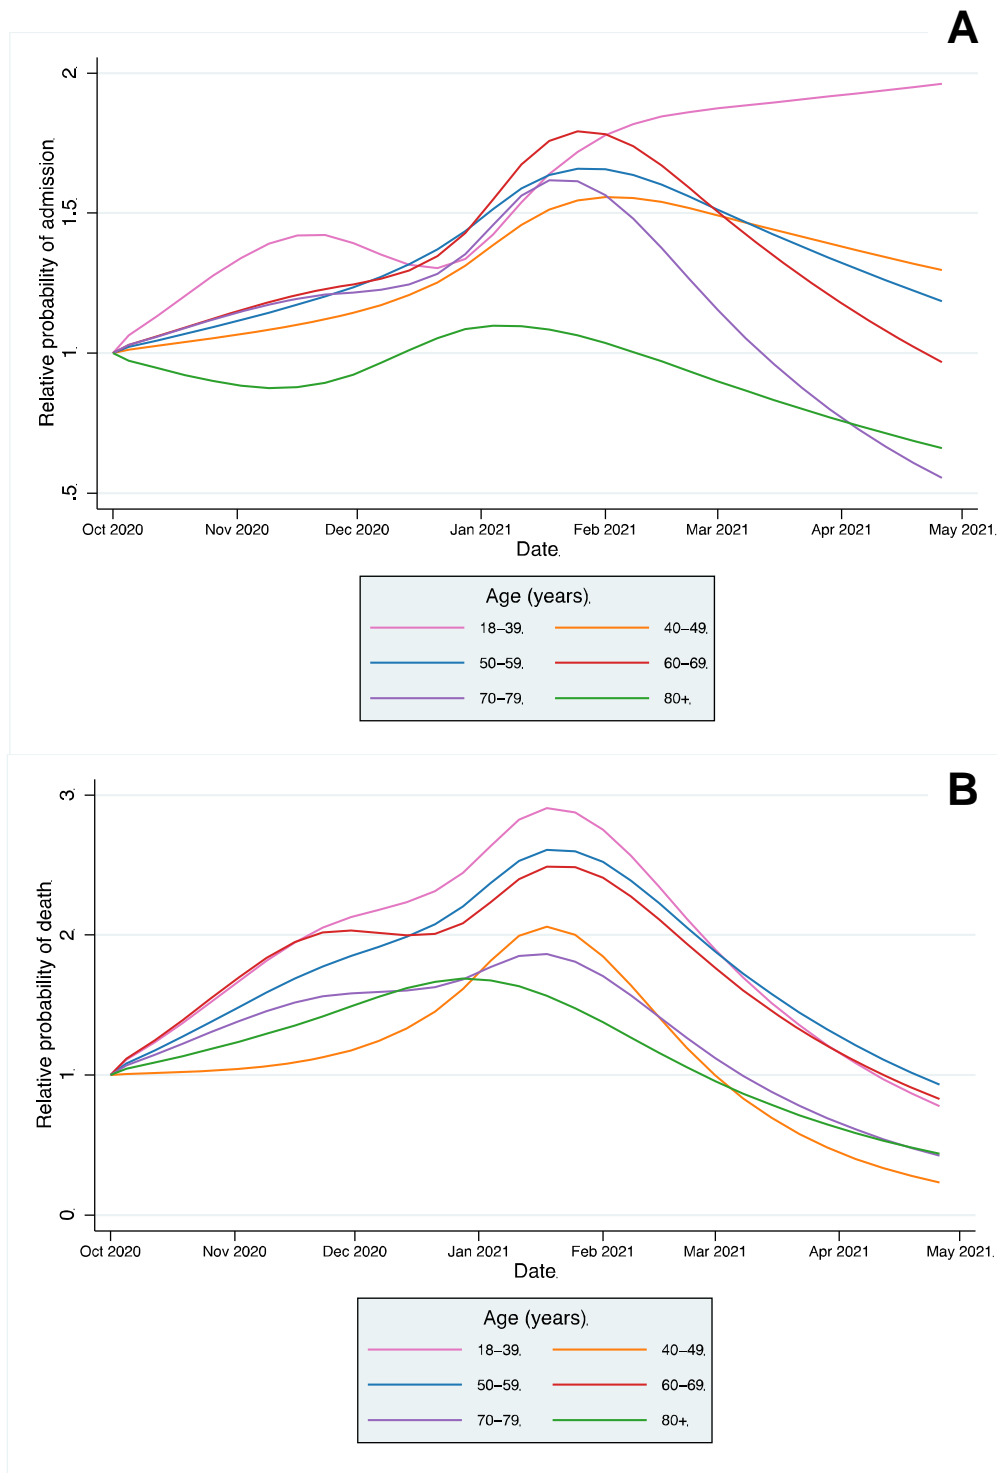 A
Relative probability of admission.
2.
1.5.
1.
.5.
Oct 2020 Nov 2020 Dec 2020 Jan 2021 Feb 2021 Mar 2021 Apr 2021 May 2021.
Date.
Age (years).
18–39. 40–49.
50–59. 60–69.
70–79. 80+.
B
Relative probability of death.
3.
2.
1.
0.
Oct 2020 Nov 2020 Dec 2020 Jan 2021 Feb 2021 Mar 2021 Apr 2021 May 2021.
Date.
Age (years).
18–39. 40–49.
50–59. 60–69.
70–79. 80+.